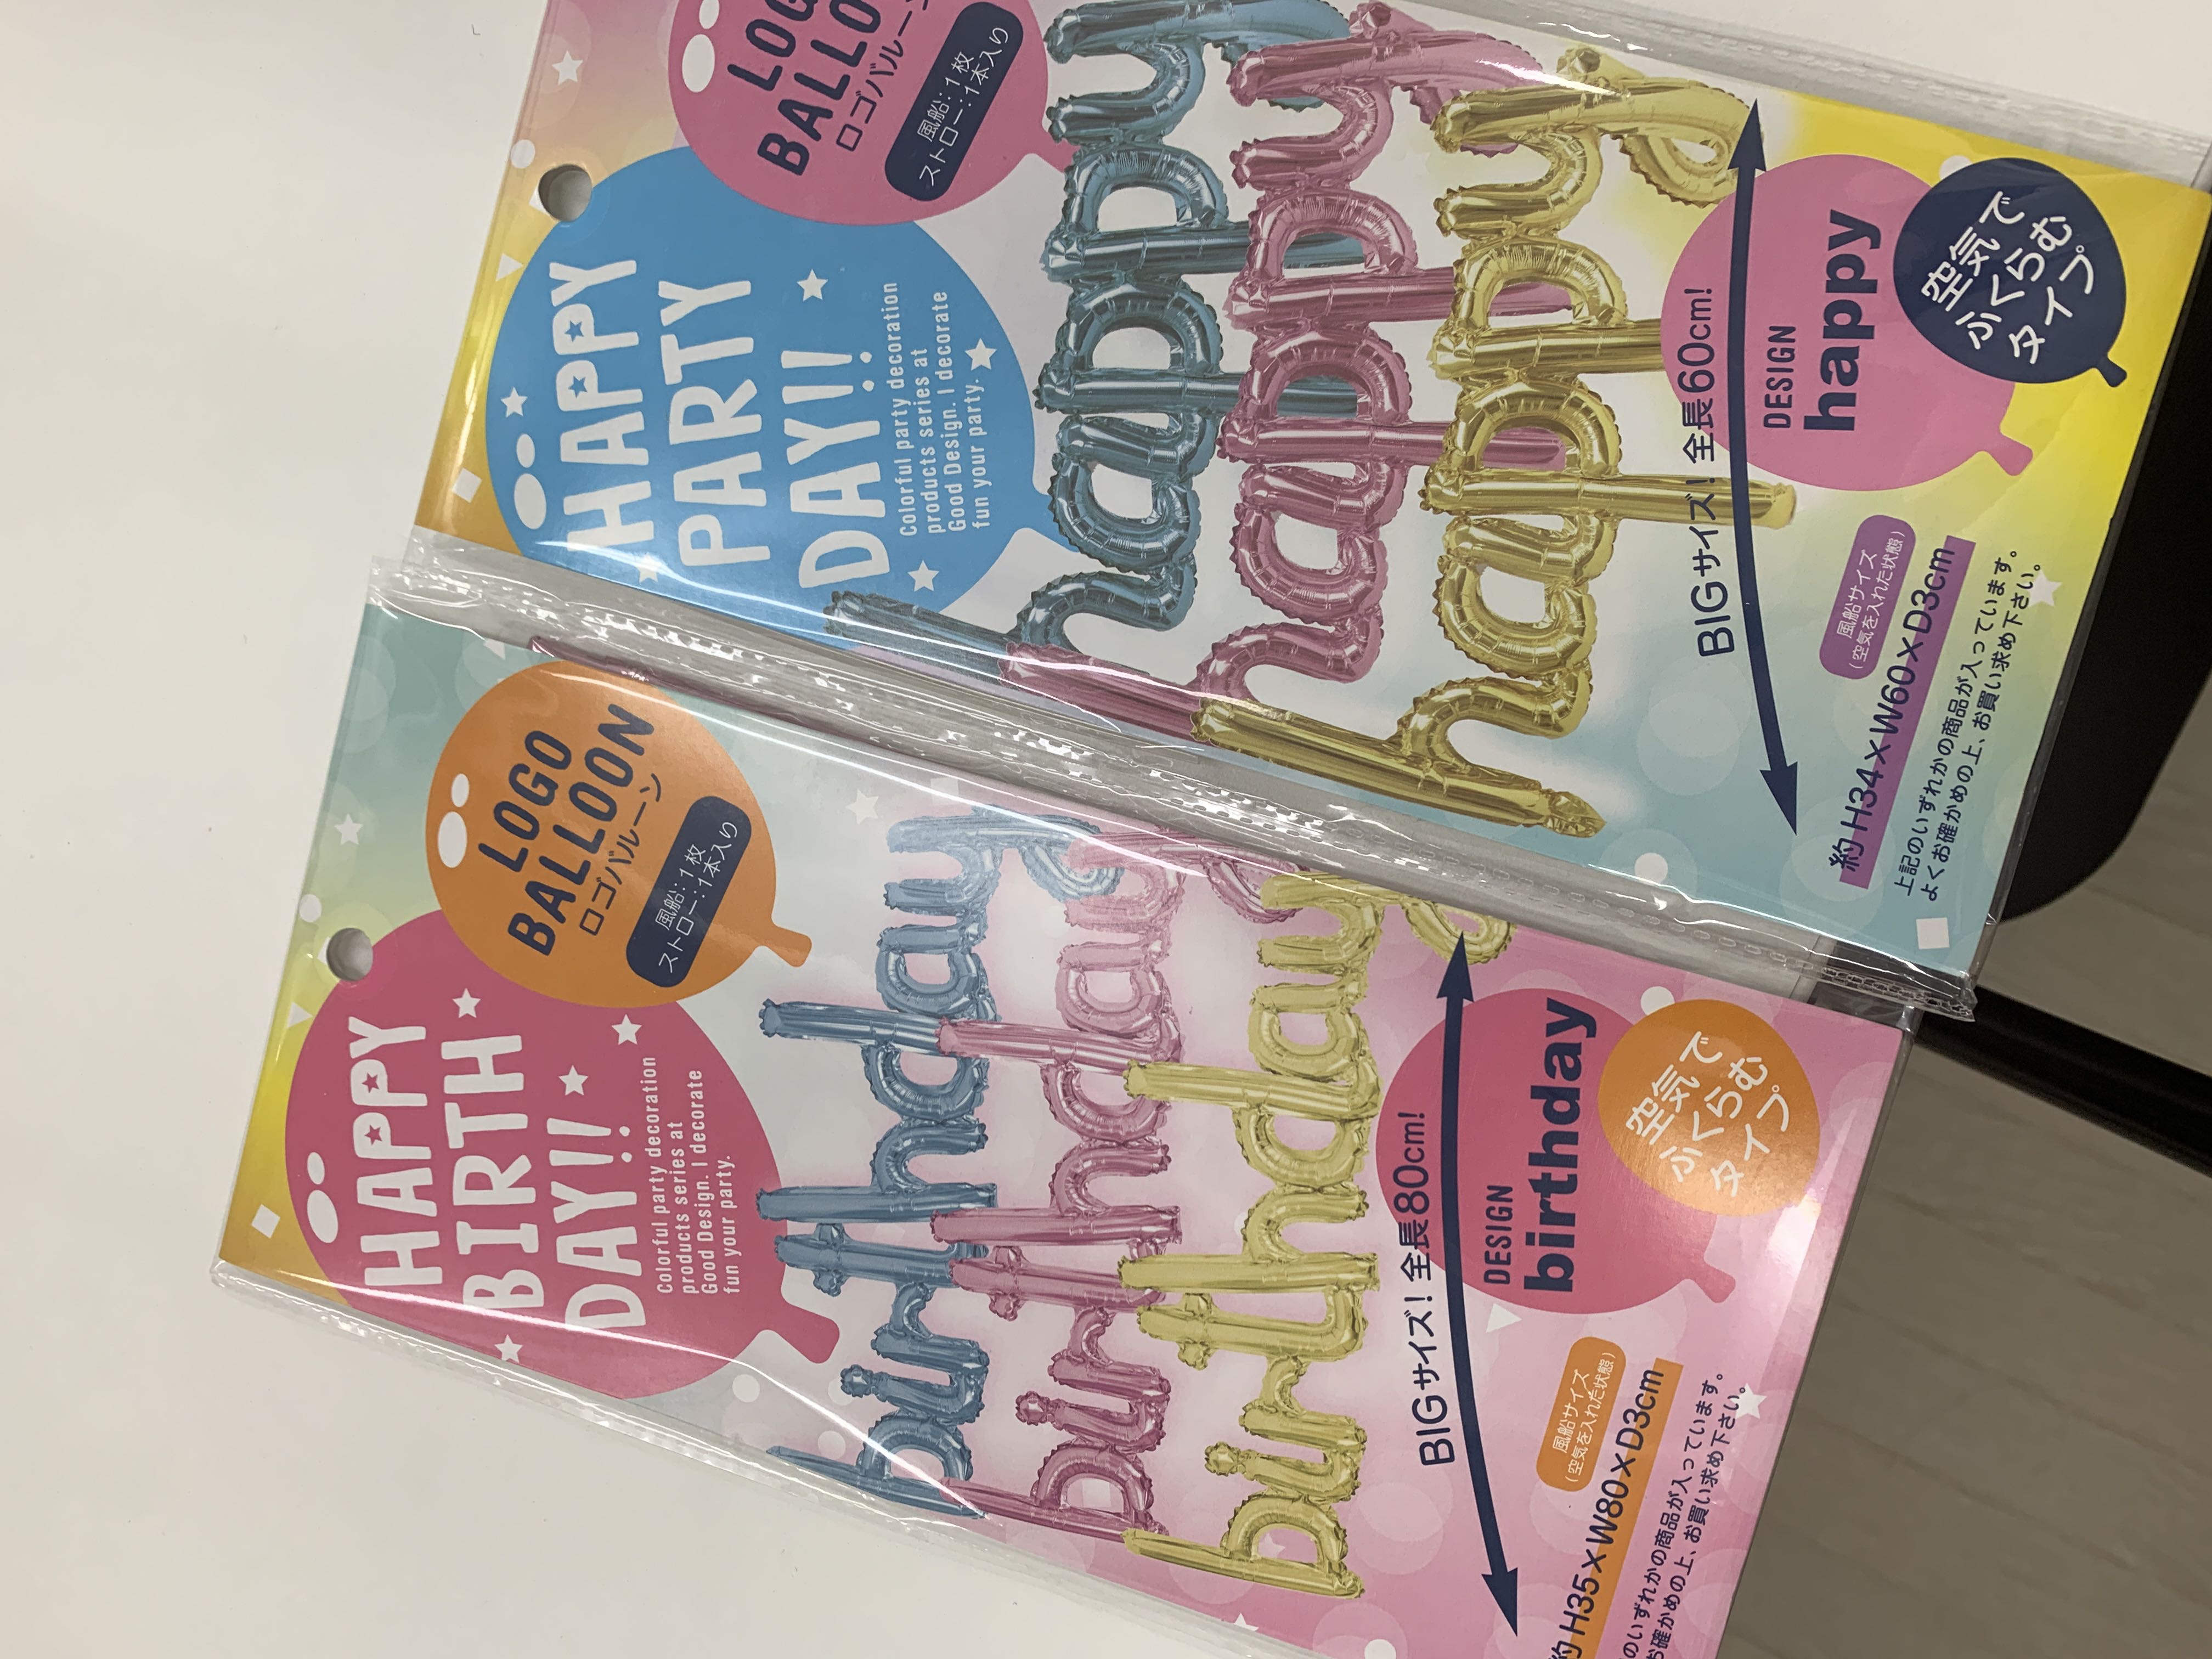 HAPPY
BIRTH
DAY!!
Colorful party decoration
products series at
Good Design. I decorate
fun your party.
LOGO
BALLOON
ロゴバルーン
風船:1枚
ストロー:1本入り
birthday
birthday
birthday
BIGサイズ! 全長80cm!
DESIGN
birthday
風船サイズ
(空気を入れた状態)
約 H35×W80×D3cm
のいずれかの商品が入っています。
お確かめの上、お買い求め下さい。
空気で
ふくらむ
タイプ
HAPPY
PARTY
DAY!!
Colorful party decoration
products series at
Good Design. I decorate
fun your party.
LOG
BALLO
ロゴバルーン
風船:1枚
ストロー:1本入り
happy
happy
happy
BIGサイズ! 全長60cm!
DESIGN
happy
風船サイズ
(空気を入れた状態)
約 H34×W60×D3cm
上記のいずれかの商品が入っています。
よくお確かめの上、お買い求め下さい。
空気で
ふくらむ
タイプ